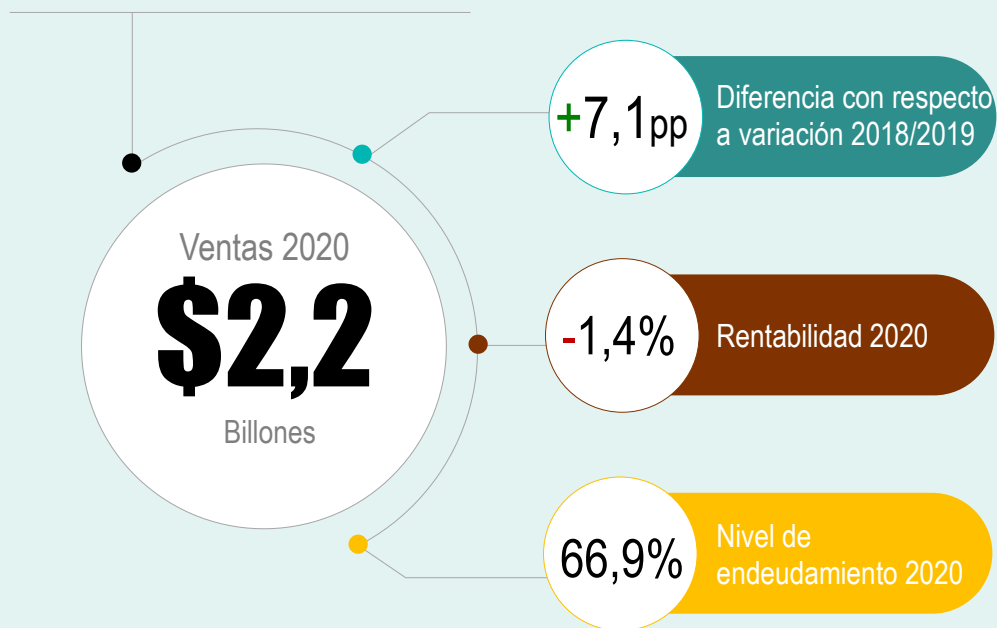 Ventas 2020
$2,2
Billones
+7,1pp
Diferencia con respecto
a variación 2018/2019
-1,4%
Rentabilidad 2020
66,9%
Nivel de
endeudamiento 2020